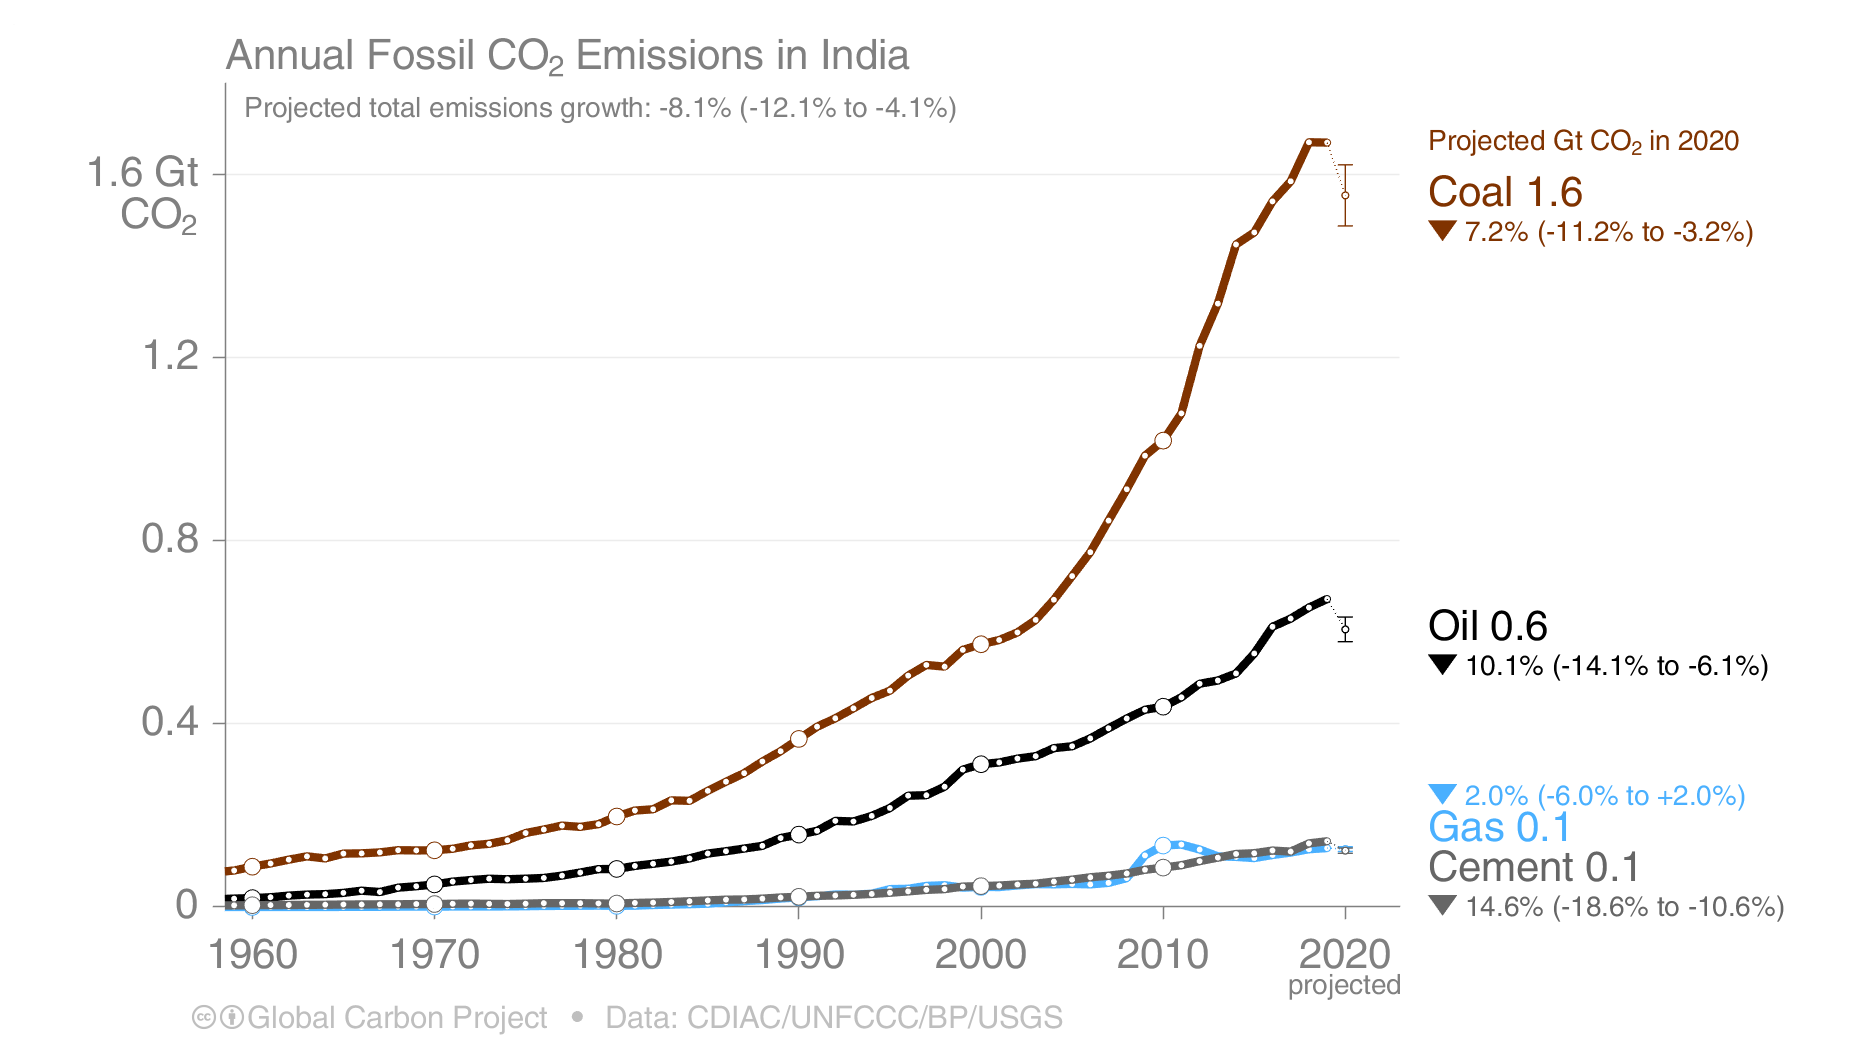 Annual Fossil CO₂ Emissions in India
Projected total emissions growth: -8.1% (-12.1% to -4.1%)
1.6 Gt
CO₂
1.2
0.8
0.4
0
1960 1970 1980 1990 2000 2010 2020
projected
Projected Gt CO₂ in 2020
Coal 1.6
▼ 7.2% (-11.2% to -3.2%)
Oil 0.6
▼ 10.1% (-14.1% to -6.1%)
▼ 2.0% (-6.0% to +2.0%)
Gas 0.1
Cement 0.1
▼ 14.6% (-18.6% to -10.6%)
cc Global Carbon Project • Data: CDIAC/UNFCCC/BP/USGS